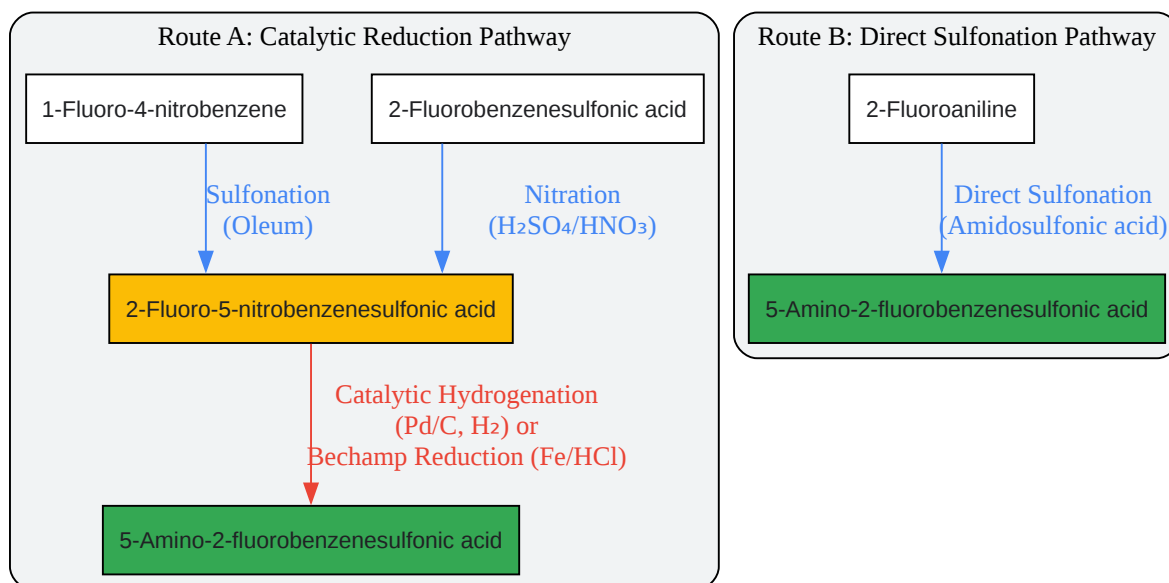 Route A: Catalytic Reduction Pathway
1-Fluoro-4-nitrobenzene
2-Fluorobenzenesulfonic acid
Sulfonation
(Oleum)
Nitration
(H₂SO₄/HNO₃)
2-Fluoro-5-nitrobenzenesulfonic acid
Catalytic Hydrogenation
(Pd/C, H₂) or
Bechamp Reduction (Fe/HCl)
5-Amino-2-fluorobenzenesulfonic acid
Route B: Direct Sulfonation Pathway
2-Fluoroaniline
Direct Sulfonation
(Amidosulfonic acid)
5-Amino-2-fluorobenzenesulfonic acid